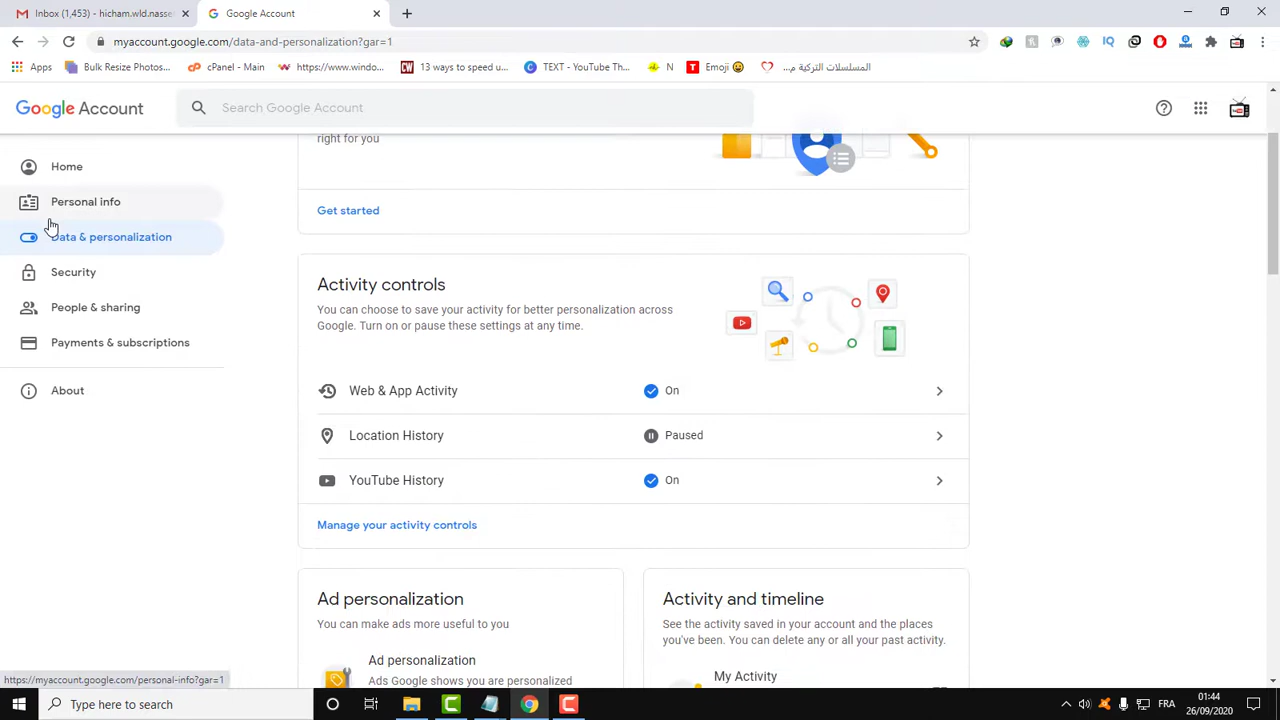 Inbox (1,453) - hicham.wld.nasse
Google Account
myaccount.google.com/data-and-personalization?gar=1
Apps
Bulk Resize Photos...
cPanel - Main
https://www.windo...
13 ways to speed u...
TEXT - YouTube Th...
N
Emoji 😀
المسلسلات التركية م...
Google Account
Search Google Account
Home
Personal info
Data & personalization
Security
People & sharing
Payments & subscriptions
About
right for you
Get started
Activity controls
You can choose to save your activity for better personalization across
Google. Turn on or pause these settings at any time.
Web & App Activity
On
Location History
Paused
YouTube History
On
Manage your activity controls
Ad personalization
You can make ads more useful to you
Ad personalization
Ads Google shows you are personalized
Activity and timeline
See the activity saved in your account and the places
you've been. You can delete any or all your past activity.
My Activity
https://myaccount.google.com/personal-info?gar=1
Type here to search
FRA
01:44
26/09/2020